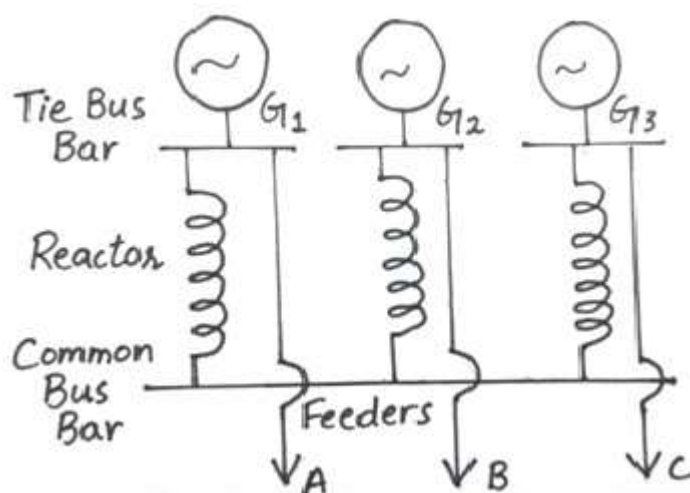 G1
G2
G3
Tie Bus
Bar
Reactor
Common
Bus
Bar
Feeders
A
B
C